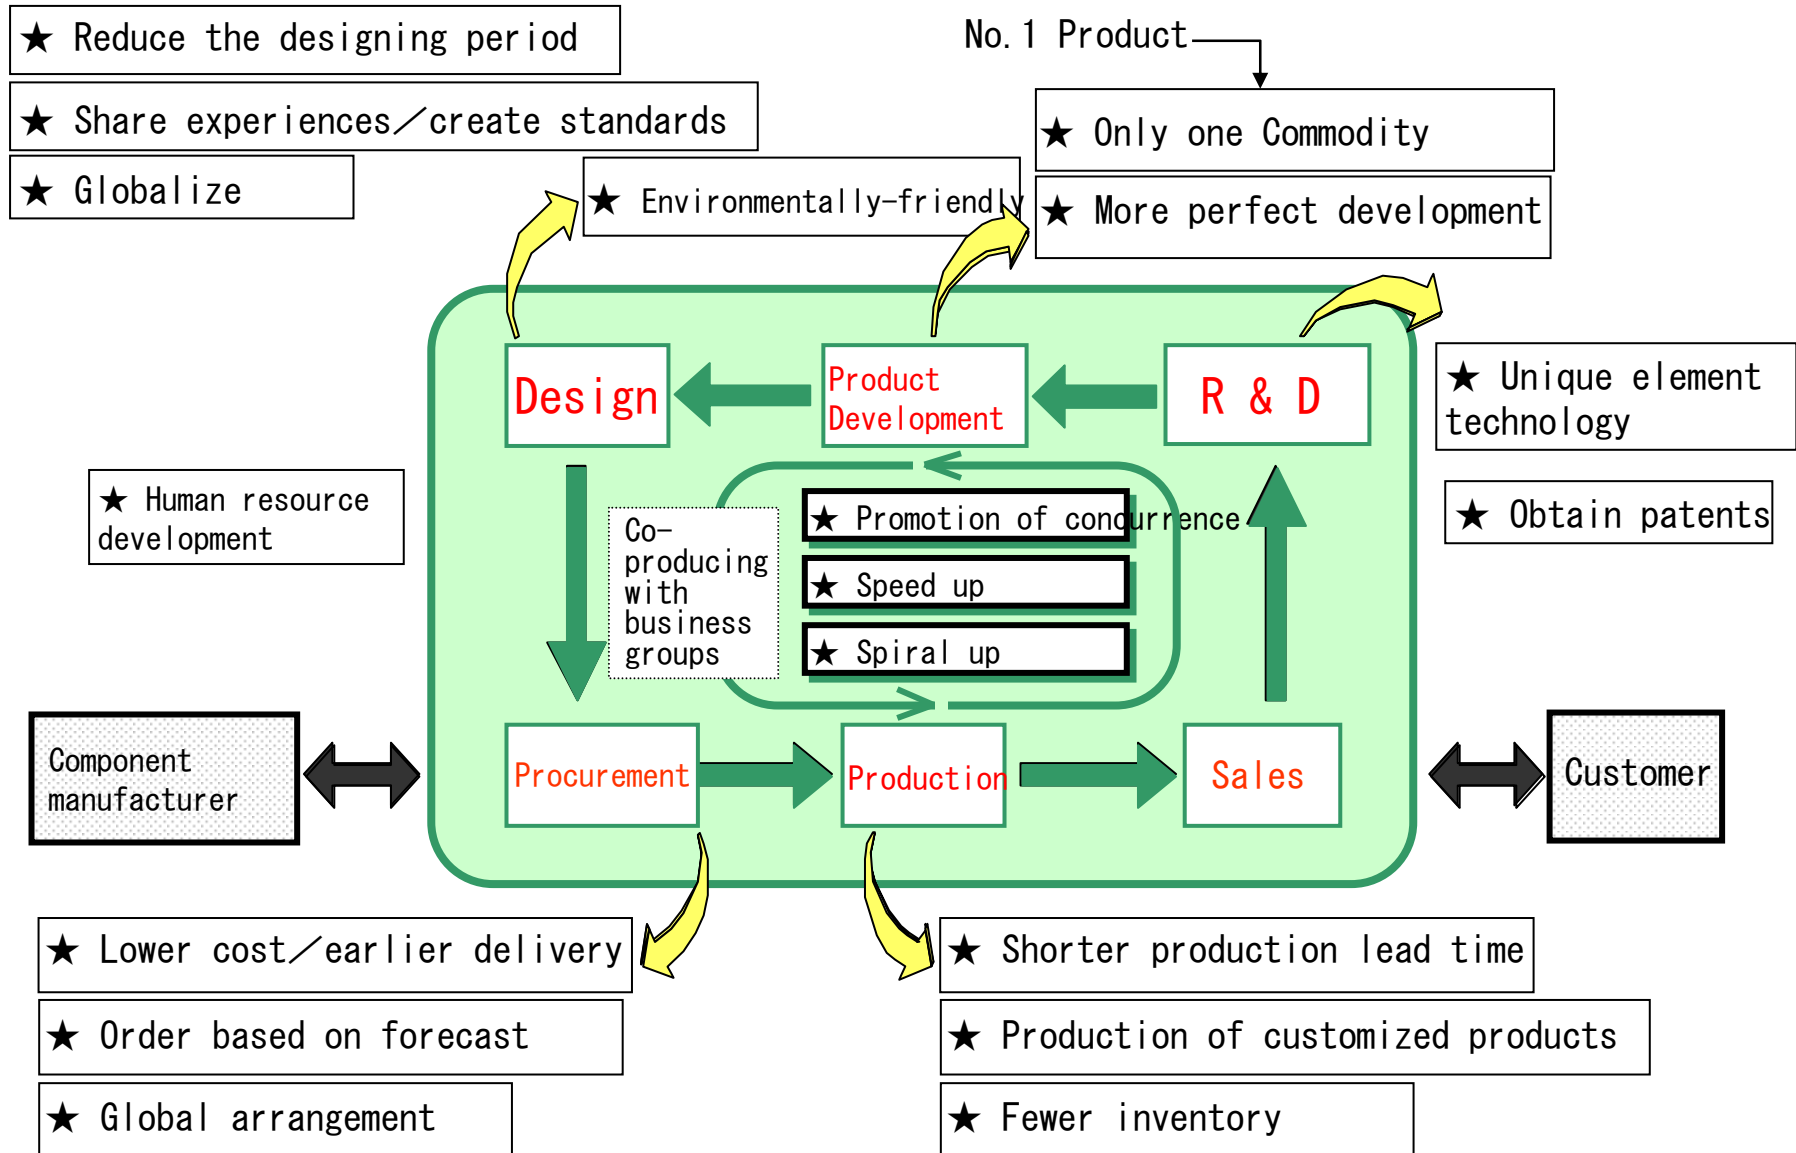 ★ Reduce the designing period
No.1 Product
★ Share experiences／create standards
★ Only one Commodity
★ Globalize
★ Environmentally-friendly
★ More perfect development
Design
Product
Development
R & D
★ Unique element
technology
★ Human resource
development
Co-
producing
with
business
groups
★ Promotion of concurrence
★ Speed up
★ Spiral up
★ Obtain patents
Component
manufacturer
Procurement
Production
Sales
Customer
★ Lower cost／earlier delivery
★ Order based on forecast
★ Global arrangement
★ Shorter production lead time
★ Production of customized products
★ Fewer inventory